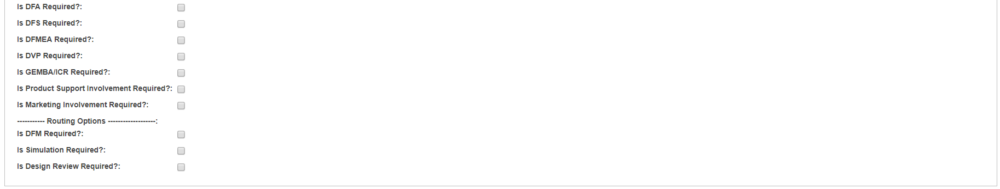 Is DFA Required?:
Is DFS Required?:
Is DFMEA Required?:
Is DVP Required?:
Is GEMBA/ICR Required?:
Is Product Support Involvement Required?:
Is Marketing Involvement Required?:
----------- Routing Options -------------------:
Is DFM Required?:
Is Simulation Required?:
Is Design Review Required?: